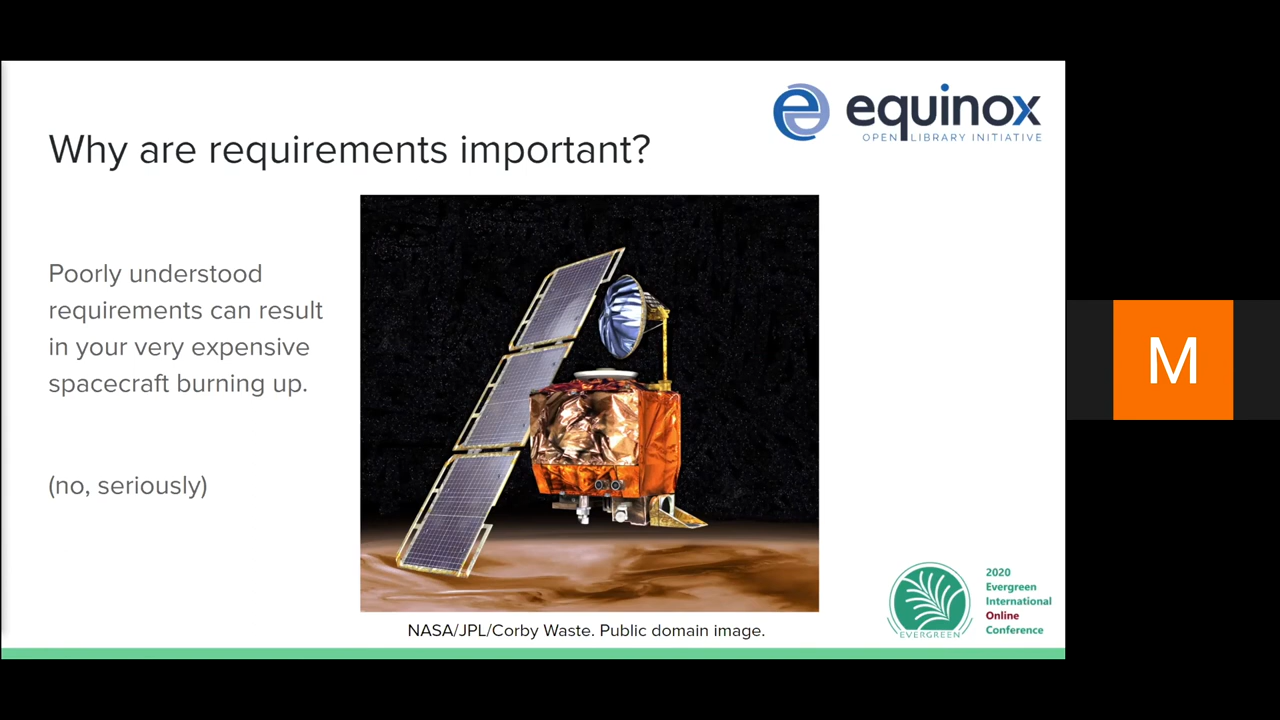 equinox
OPEN LIBRARY INITIATIVE
Why are requirements important?
Poorly understood
requirements can result
in your very expensive
spacecraft burning up.
(no, seriously)
M
NASA/JPL/Corby Waste. Public domain image.
EVERGREEN
2020
Evergreen
International
Online
Conference